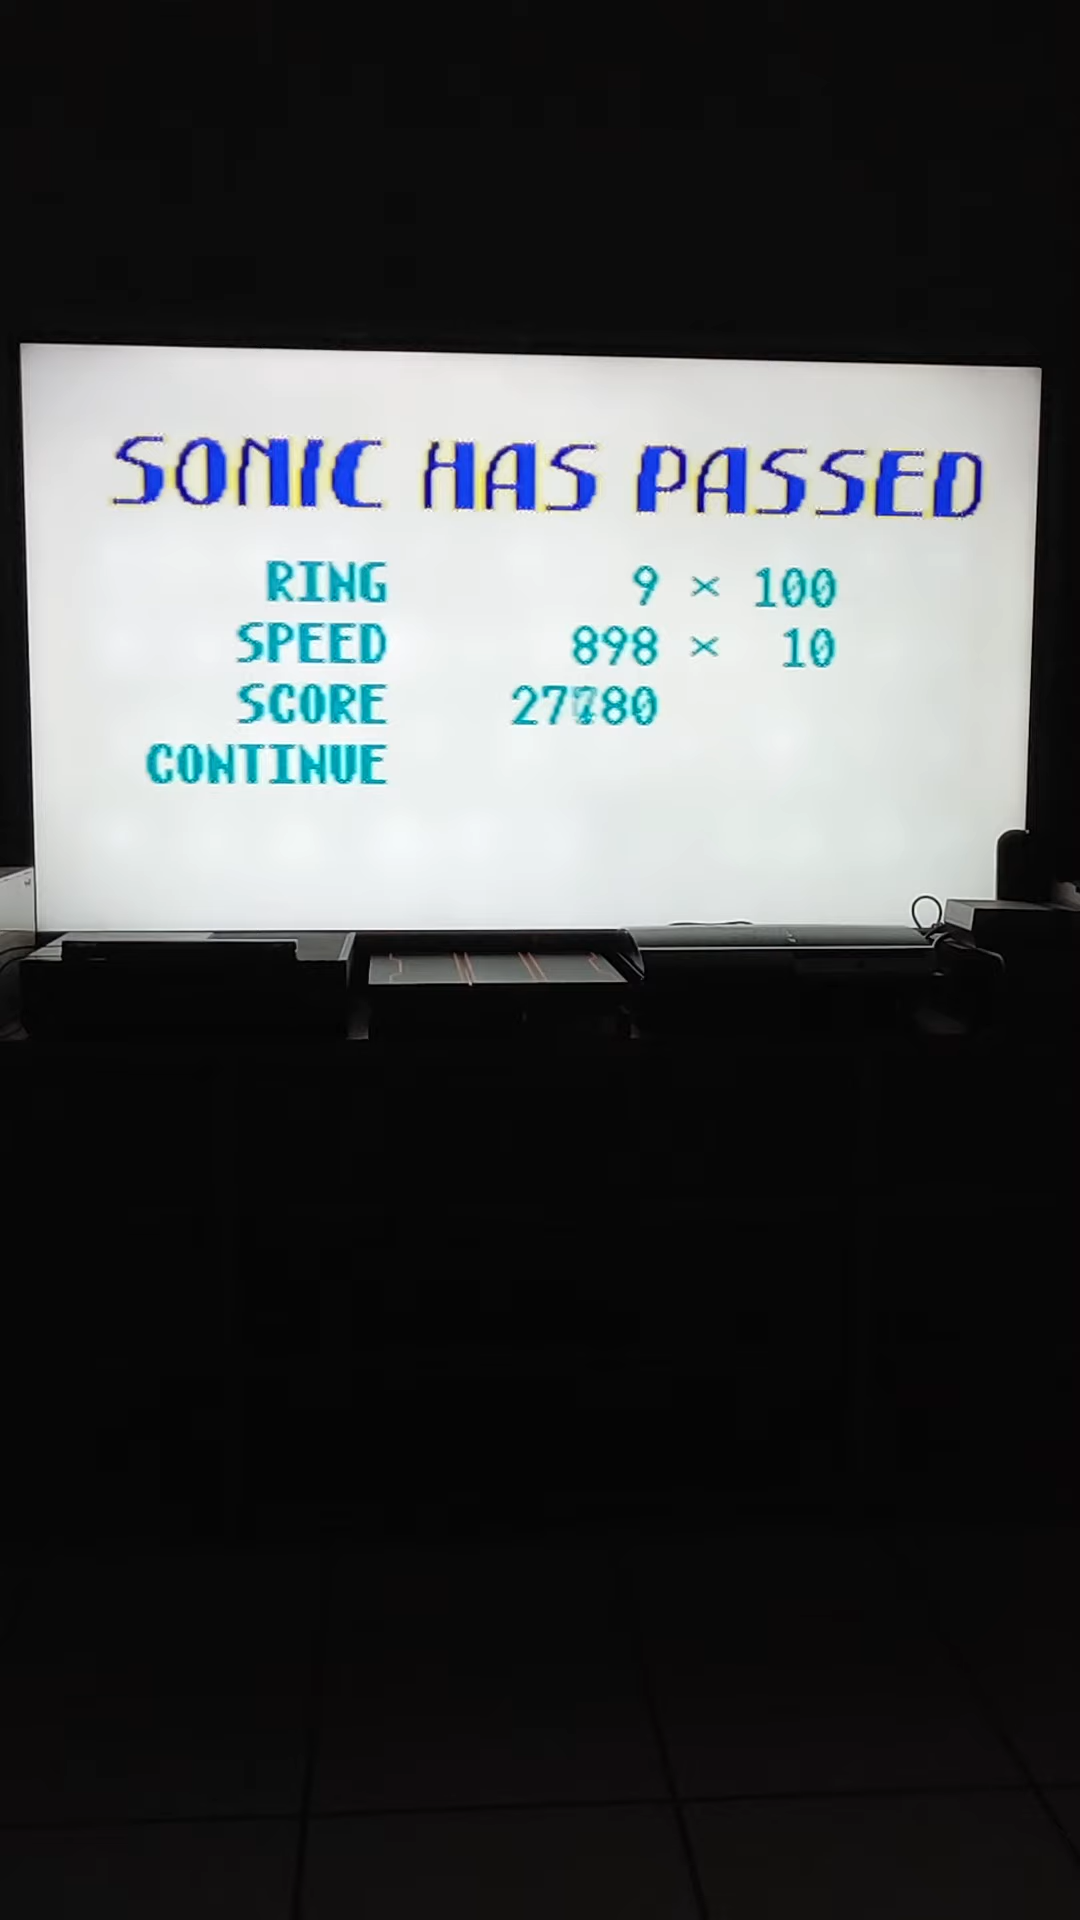 SONIC HAS PASSED
RING 9 × 100
SPEED 898 × 10
SCORE
CONTINUE